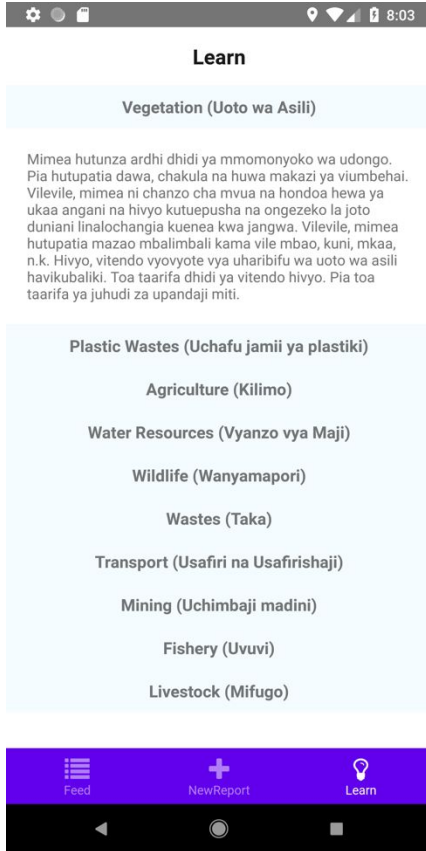 8:03
Learn
Vegetation (Uoto wa Asili)
Mimea hutunza ardhi dhidi ya mmomonyoko wa udongo.
Pia hutupatia dawa, chakula na huwa makazi ya viumbehai.
Vilevile, mimea ni chanzo cha mvua na hondoa hewa ya
ukaa angani na hivyo kutuepusha na ongezeko la joto
duniani linalochangia kuenea kwa jangwa. Vilevile, mimea
hutupatia mazao mbalimbali kama vile mbao, kuni, mkaa,
n.k. Hivyo, vitendo vyovyote vya uharibifu wa uoto wa asili
havikubaliki. Toa taarifa dhidi ya vitendo hivyo. Pia toa
taarifa ya juhudi za upandaji miti.
Plastic Wastes (Uchafu jamii ya plastiki)
Agriculture (Kilimo)
Water Resources (Vyanzo vya Maji)
Wildlife (Wanyamapori)
Wastes (Taka)
Transport (Usafiri na Usafirishaji)
Mining (Uchimbaji madini)
Fishery (Uvuvi)
Livestock (Mifugo)
Feed NewReport Learn